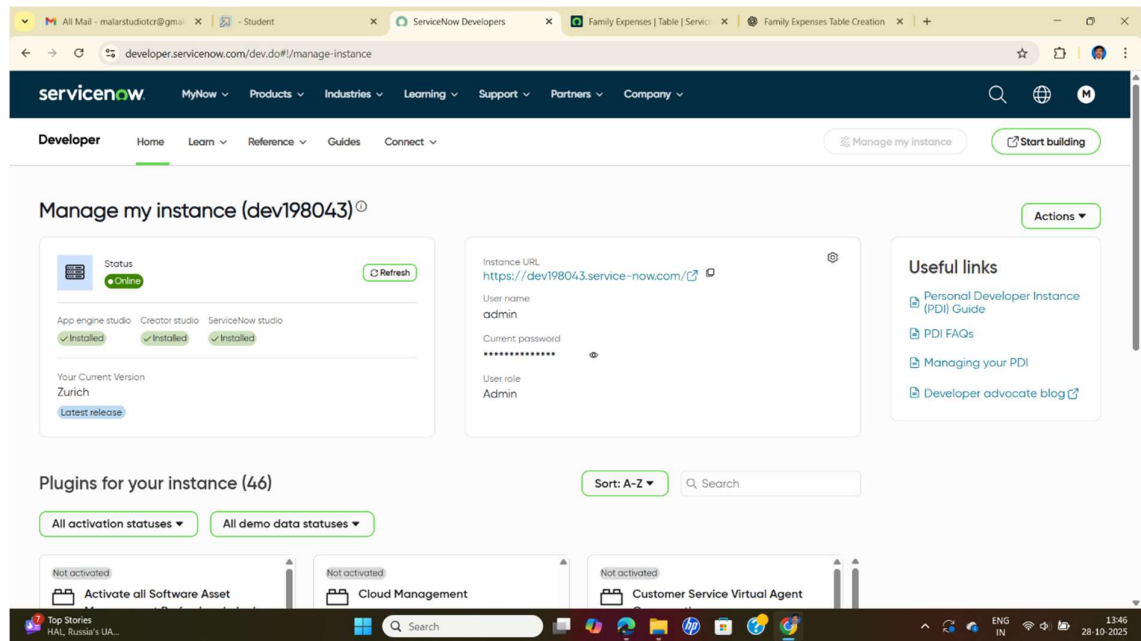 All Mail - malarstudiotcr@gmai
- Student
ServiceNow Developers
Family Expenses | Table | Servic
Family Expenses Table Creation
developer.servicenow.com/dev.do#!/manage-instance
servicenow.
MyNow
Products
Industries
Learning
Support
Partners
Company
M
Developer
Home
Learn
Reference
Guides
Connect
Manage my instance
Start building
Manage my instance (dev198043)
Actions
Status
Online
Refresh
App engine studio Creator studio ServiceNow studio
Installed Installed Installed
Your Current Version
Zurich
Latest release
Instance URL
https://dev198043.service-now.com/
User name
admin
Current password
••••••••••••••
User role
Admin
Useful links
Personal Developer Instance
(PDI) Guide
PDI FAQs
Managing your PDI
Developer advocate blog
Plugins for your instance (46)
Sort: A-Z
Search
All activation statuses
All demo data statuses
Not activated
Activate all Software Asset
Not activated
Cloud Management
Not activated
Customer Service Virtual Agent
7
Top Stories
HAL, Russia's UA...
Search
ENG
IN
13:46
28-10-2025